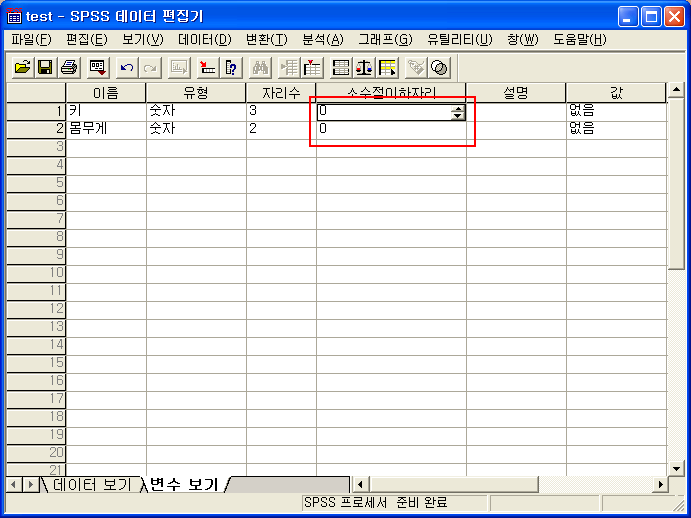 test - SPSS 데이터 편집기
파일(F) 편집(E) 보기(V) 데이터(D) 변환(T) 분석(A) 그래프(G) 유틸리티(U) 창(W) 도움말(H)
이름 유형 자리수 소수점이하자리 설명 값
1 키 숫자 3 0 없음
2 몸무게 숫자 2 0 없음
3
4
5
6
7
8
9
10
11
12
13
14
15
16
17
18
19
20
21
데이터 보기 변수 보기
SPSS 프로세서 준비 완료